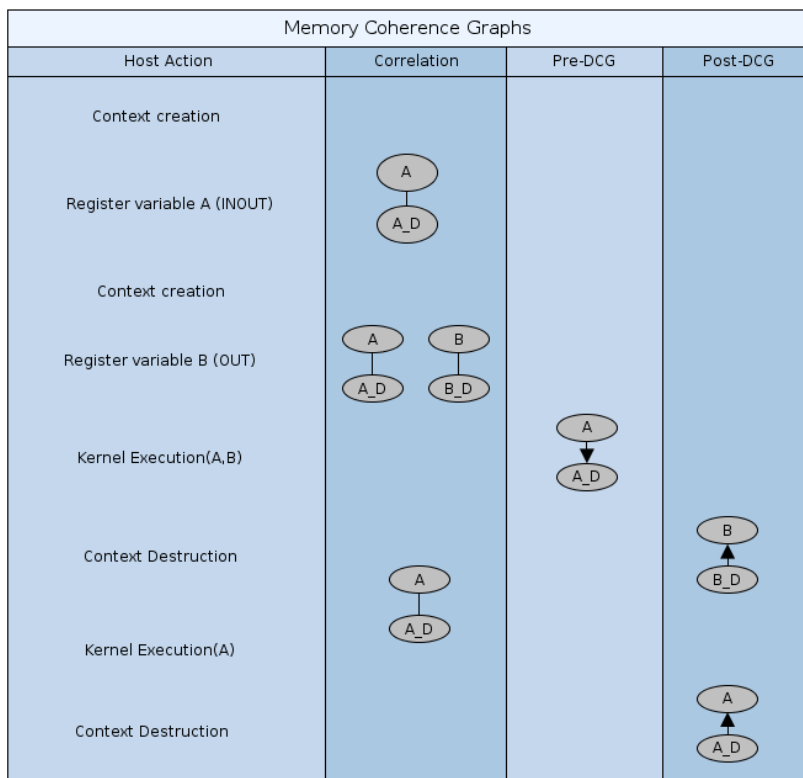 Memory Coherence Graphs
Host Action Correlation Pre-DCG Post-DCG
Context creation
A
Register variable A (INOUT)
A_D
Context creation
A B
Register variable B (OUT)
A_D B_D
A
Kernel Execution(A,B)
A_D
B
Context Destruction
A B_D
A_D
Kernel Execution(A)
A
Context Destruction
A_D